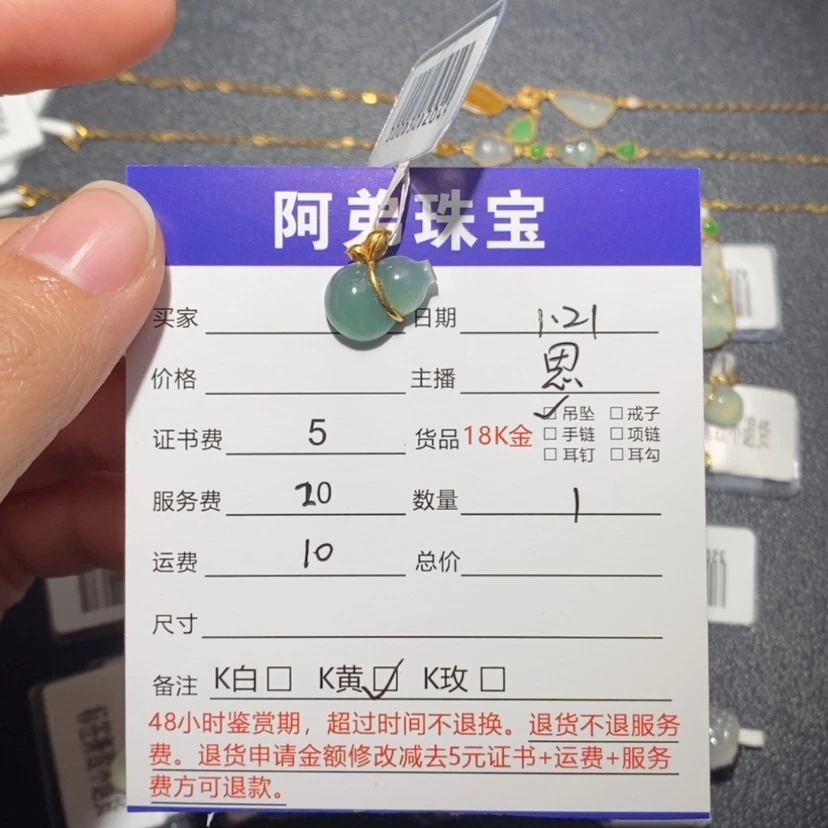 阿弟珠宝
买家 日期 1.21
价格 主播 恩
证书费 5 货品 18K金 ☑吊坠 □戒子
□手链 □项链
□耳钉 □耳勾
服务费 20 数量 1
运费 10 总价
尺寸
备注 K白□ K黄☑ K玫□
48小时鉴赏期，超过时间不退换。退货不退服务
费。退货申请金额修改减去5元证书+运费+服务
费方可退款。